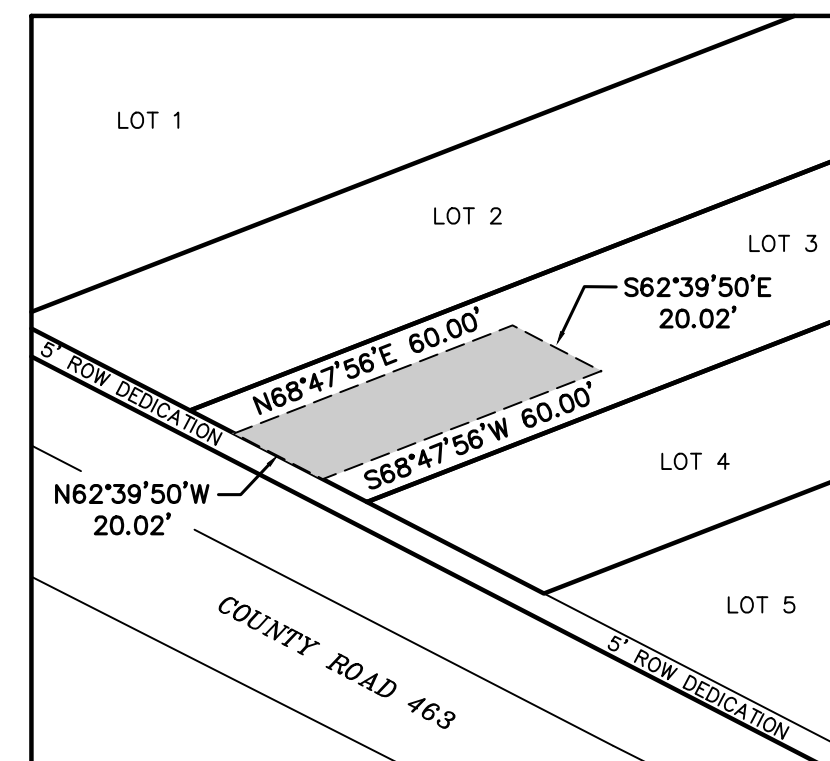 LOT 1
LOT 2
LOT 3
S62°39'50'E
20.02'
N68°47'56'E 60.00'
5' ROW DEDICATION
S68°47'56'W 60.00'
LOT 4
N62°39'50'W
20.02'
LOT 5
COUNTY ROAD 463
5' ROW DEDICATION